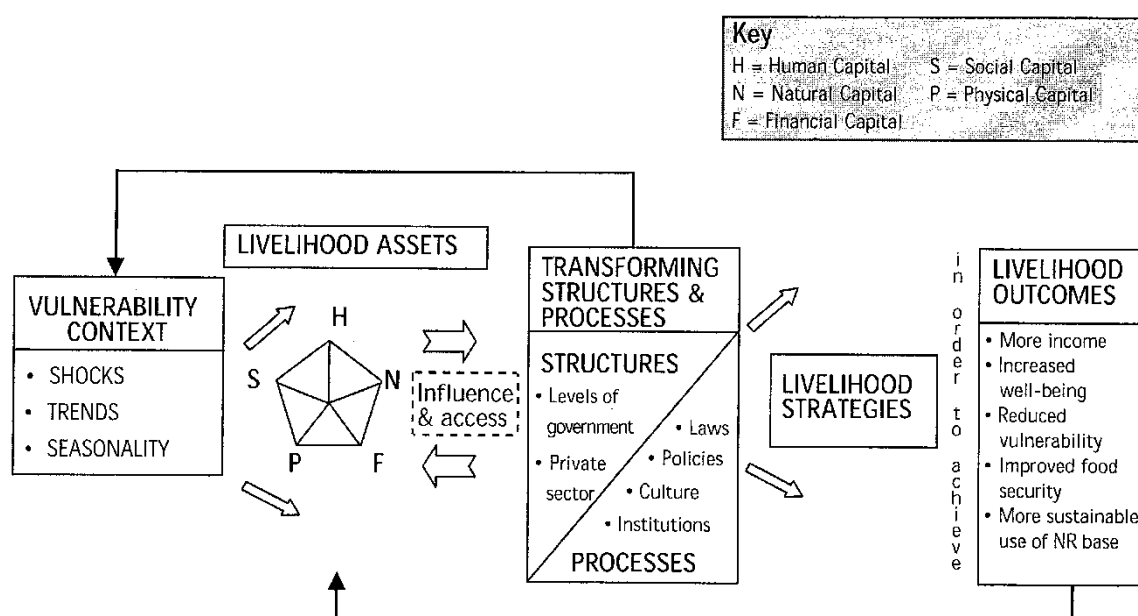 Key
H = Human Capital S = Social Capital
N = Natural Capital P = Physical Capital
F = Financial Capital
LIVELIHOOD ASSETS
VULNERABILITY
CONTEXT
• SHOCKS
• TRENDS
• SEASONALITY
H
S
N
P
F
Influence
& access
TRANSFORMING
STRUCTURES &
PROCESSES
STRUCTURES
• Levels of
government
• Private
sector
• Laws
• Policies
• Culture
• Institutions
PROCESSES
LIVELIHOOD
STRATEGIES
in order to achieve
LIVELIHOOD
OUTCOMES
• More income
• Increased
well-being
• Reduced
vulnerability
• Improved food
security
• More sustainable
use of NR base